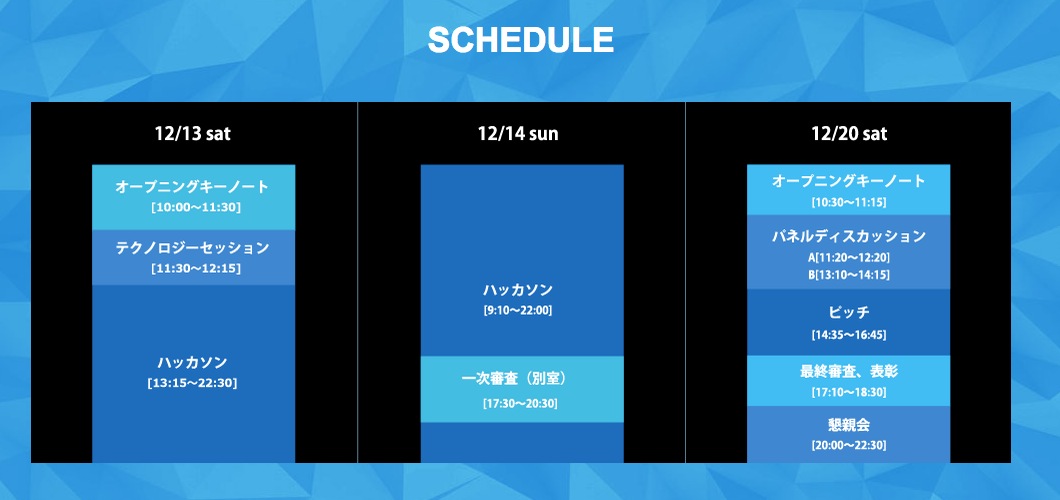 SCHEDULE
12/13 sat
オープニングキーノート
[10:00〜11:30]
テクノロジーセッション
[11:30〜12:15]
ハッカソン
[13:15〜22:30]
12/14 sun
ハッカソン
[9:10〜22:00]
一次審査（別室）
[17:30〜20:30]
12/20 sat
オープニングキーノート
[10:30〜11:15]
パネルディスカッション
A[11:20〜12:20]
B[13:10〜14:15]
ピッチ
[14:35〜16:45]
最終審査、表彰
[17:10〜18:30]
懇親会
[20:00〜22:30]